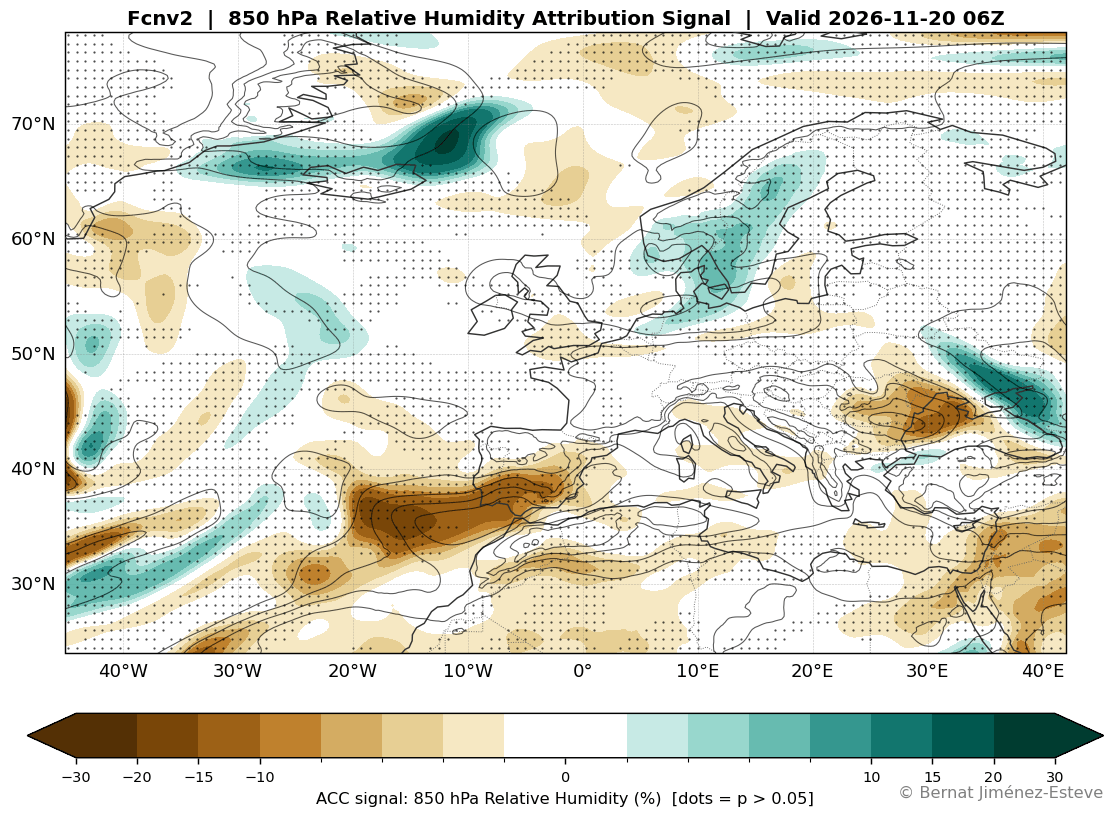 Fcnv2 | 850 hPa Relative Humidity Attribution Signal | Valid 2026-11-20 06Z
70°N
60°N
50°N
40°N
30°N
40°W 30°W 20°W 10°W 0° 10°E 20°E 30°E 40°E
−30 −20 −15 −10 0 10 15 20 30
ACC signal: 850 hPa Relative Humidity (%) [dots = p > 0.05]
© Bernat Jiménez-Esteve